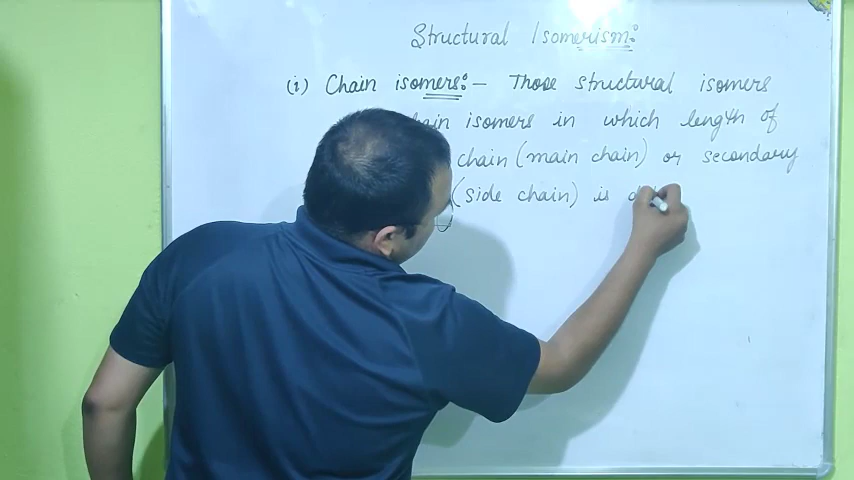 Structural Isomerism:
(i) Chain isomers:- Those structural isomers
isomers in which length of
chain (main chain) or secondary
(side chain) is